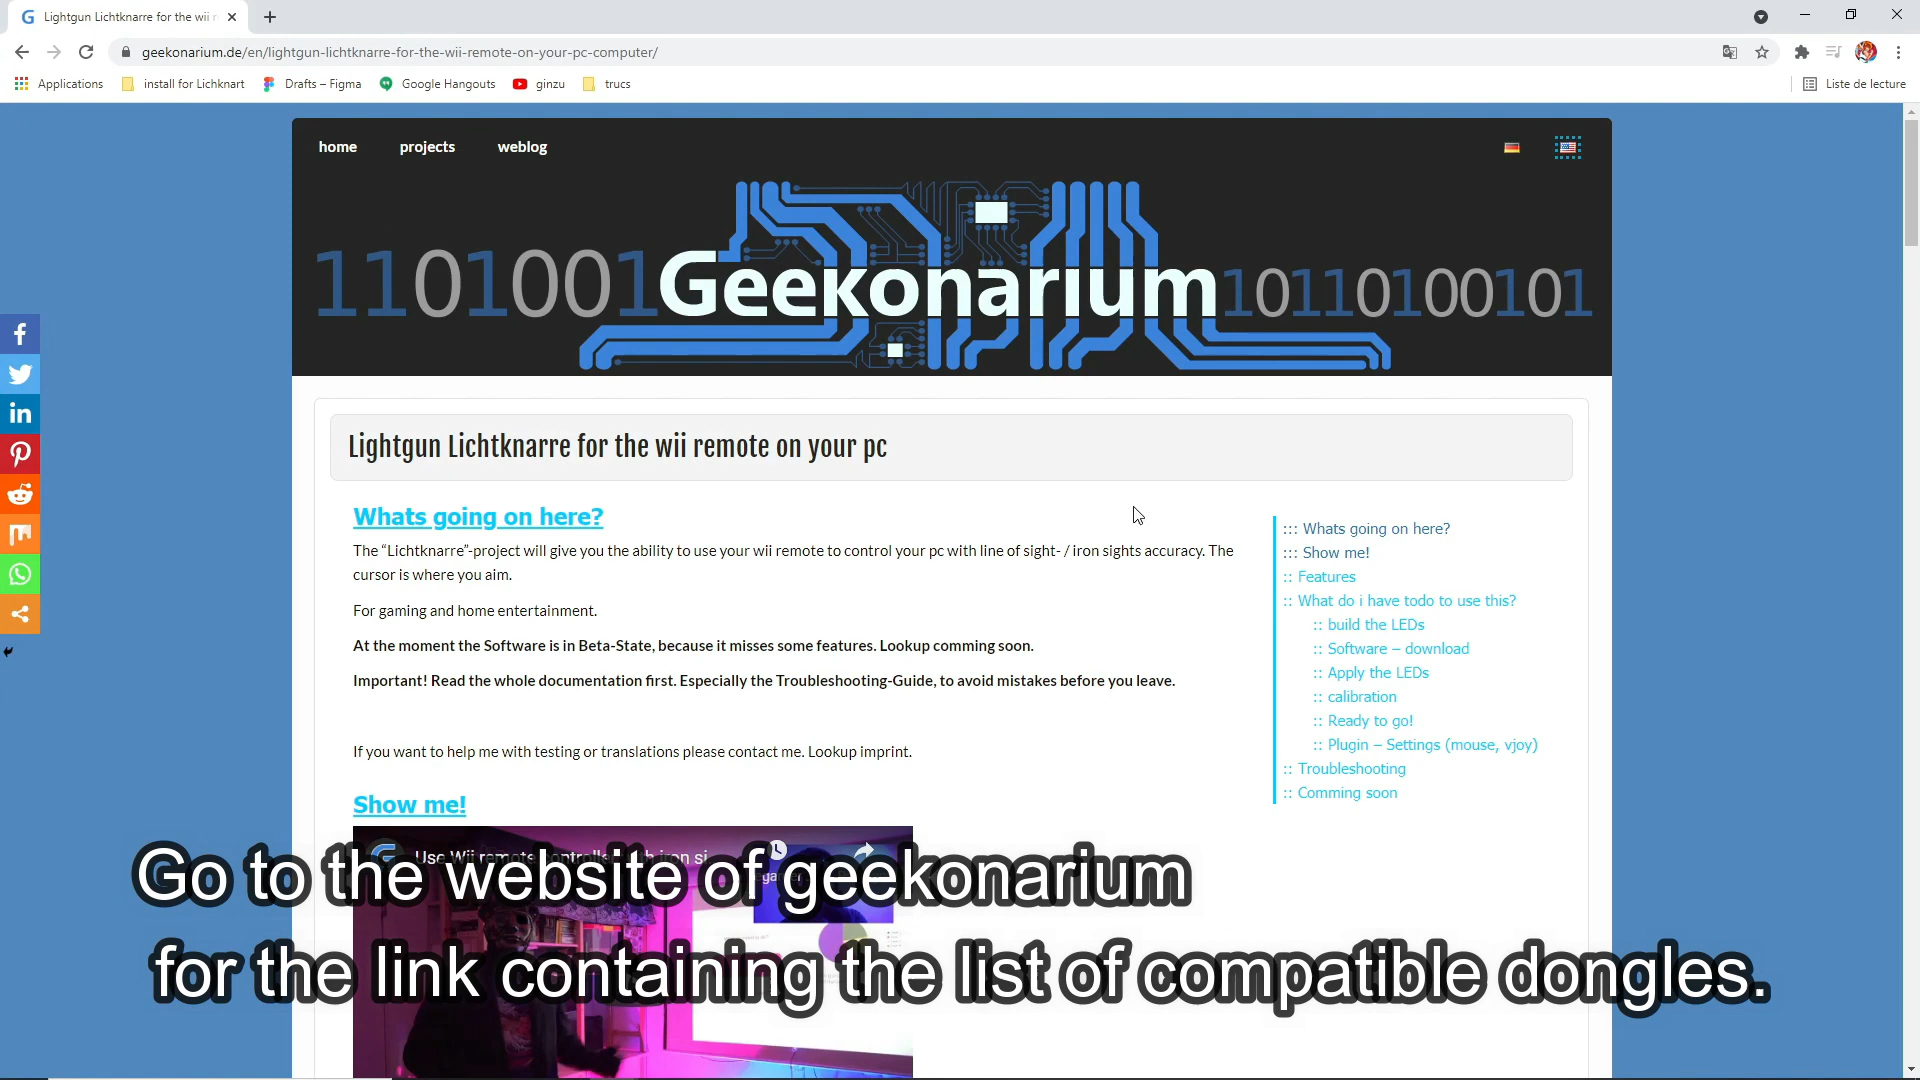 Lightgun Lichtknarre for the wii r
geekonarium.de/en/lightgun-lichtknarre-for-the-wii-remote-on-your-pc-computer/
Applications
install for Lichknart
Drafts – Figma
Google Hangouts
ginzu
trucs
Liste de lecture
home
projects
weblog
1101001Geekonarium10110100101
Lightgun Lichtknarre for the wii remote on your pc
Whats going on here?
The “Lichtknarre”-project will give you the ability to use your wii remote to control your pc with line of sight- / iron sights accuracy. The
cursor is where you aim.
For gaming and home entertainment.
At the moment the Software is in Beta-State, because it misses some features. Lookup comming soon.
Important! Read the whole documentation first. Especially the Troubleshooting-Guide, to avoid mistakes before you leave.
If you want to help me with testing or translations please contact me. Lookup imprint.
Show me!
::: Whats going on here?
::: Show me!
:: Features
:: What do i have todo to use this?
:: build the LEDs
:: Software – download
:: Apply the LEDs
:: calibration
:: Ready to go!
:: Plugin – Settings (mouse, vjoy)
:: Troubleshooting
:: Comming soon
Use Wii remote controller with iron si
Go to the website of geekonarium
for the link containing the list of compatible dongles.